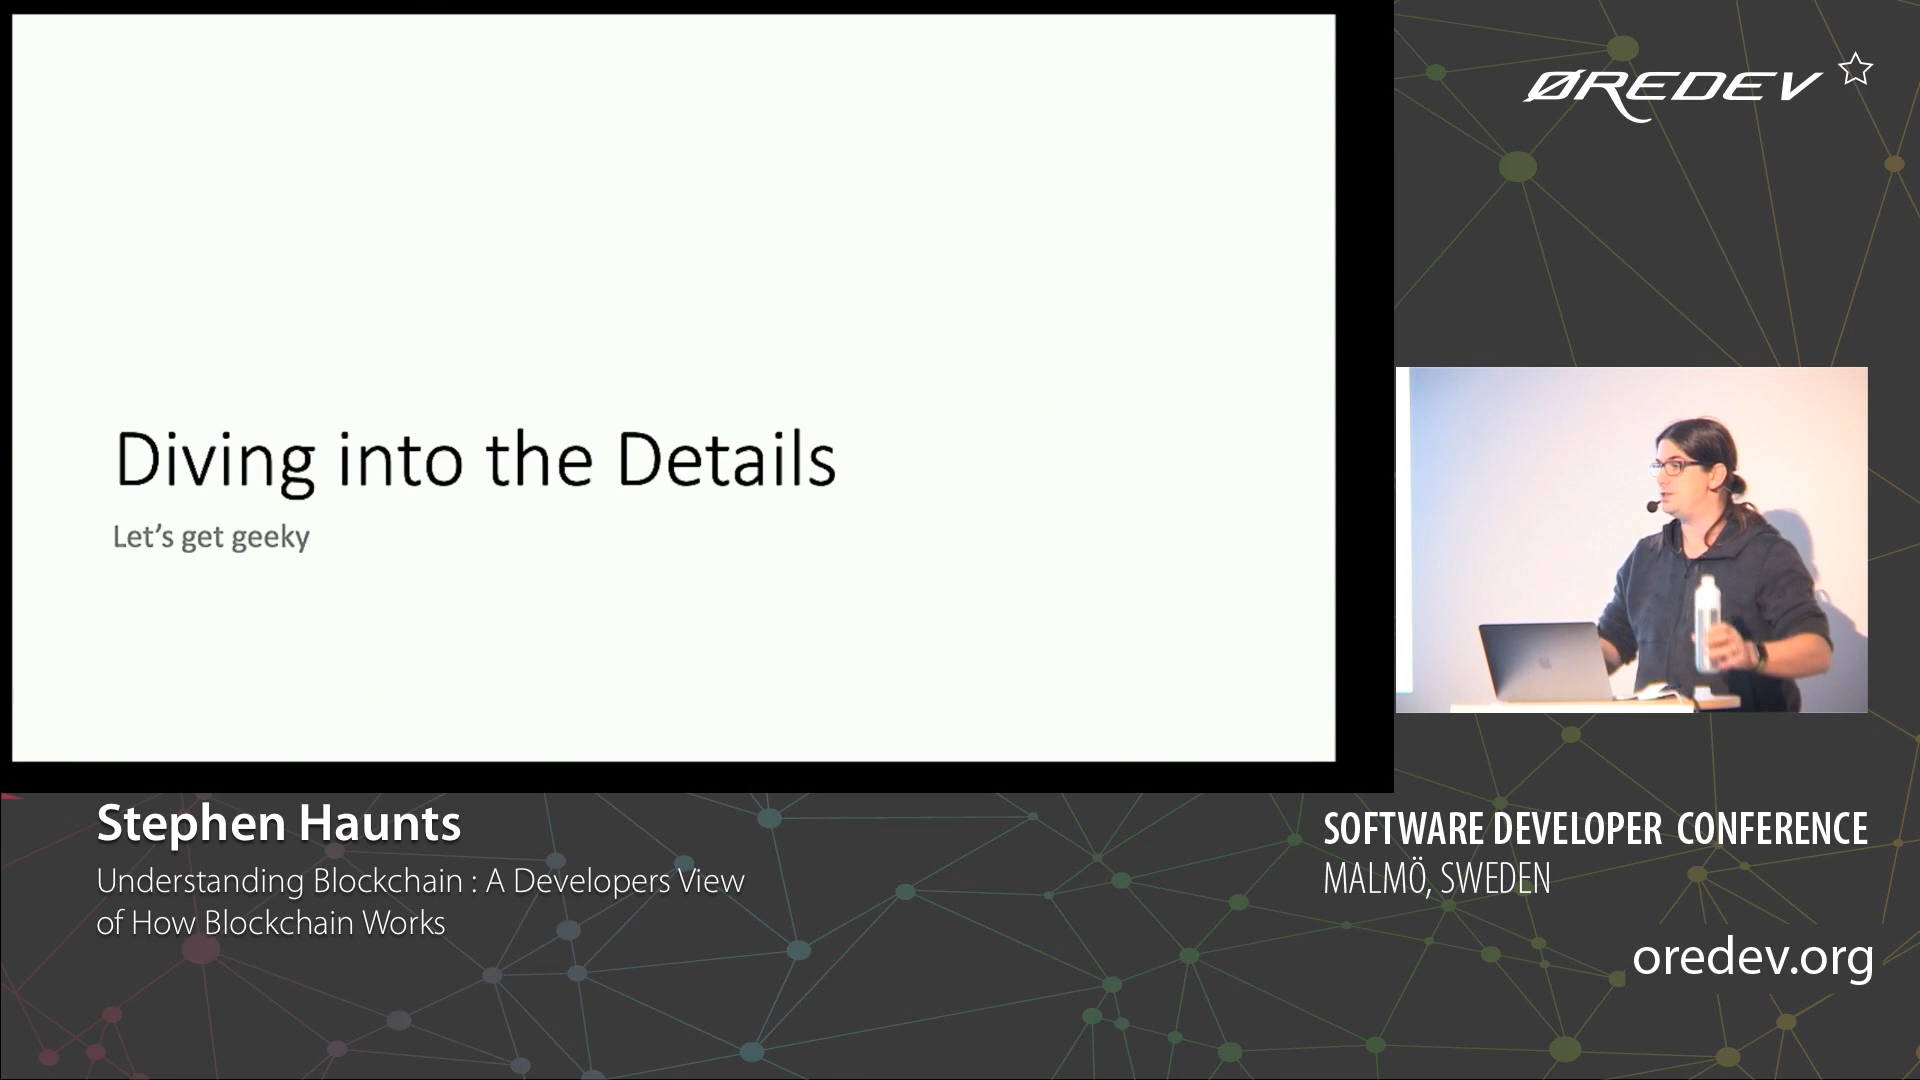 Diving into the Details
Let's get geeky
ØREDEV
Stephen Haunts
Understanding Blockchain : A Developers View
of How Blockchain Works
SOFTWARE DEVELOPER CONFERENCE
MALMÖ, SWEDEN
oredev.org